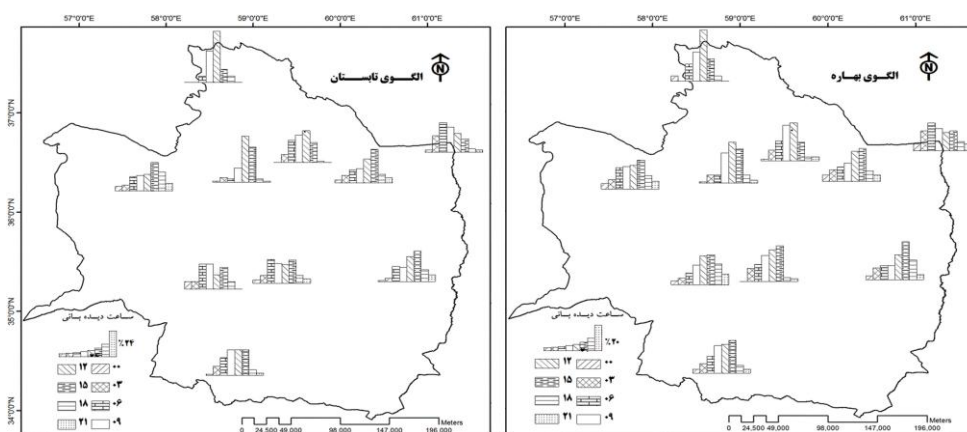 57°0'0"E 58°0'0"E 59°0'0"E 60°0'0"E 61°0'0"E
الگوی تابستان
N
37°0'0"N
36°0'0"N
35°0'0"N
34°0'0"N
ساعت دیده بانی
%۲۴
۱۲ ۰۰
۱۵ ۰۳
۱۸ ۰۶
۲۱ ۰۹
Meters
0 24,500 49,000 98,000 147,000 196,000
57°0'0"E 58°0'0"E 59°0'0"E 60°0'0"E 61°0'0"E
الگوی بهاره
N
ساعت دیده بانی
%۲۰
۱۲ ۰۰
۱۵ ۰۳
۱۸ ۰۶
۲۱ ۰۹
Meters
0 24,500 49,000 98,000 147,000 196,000